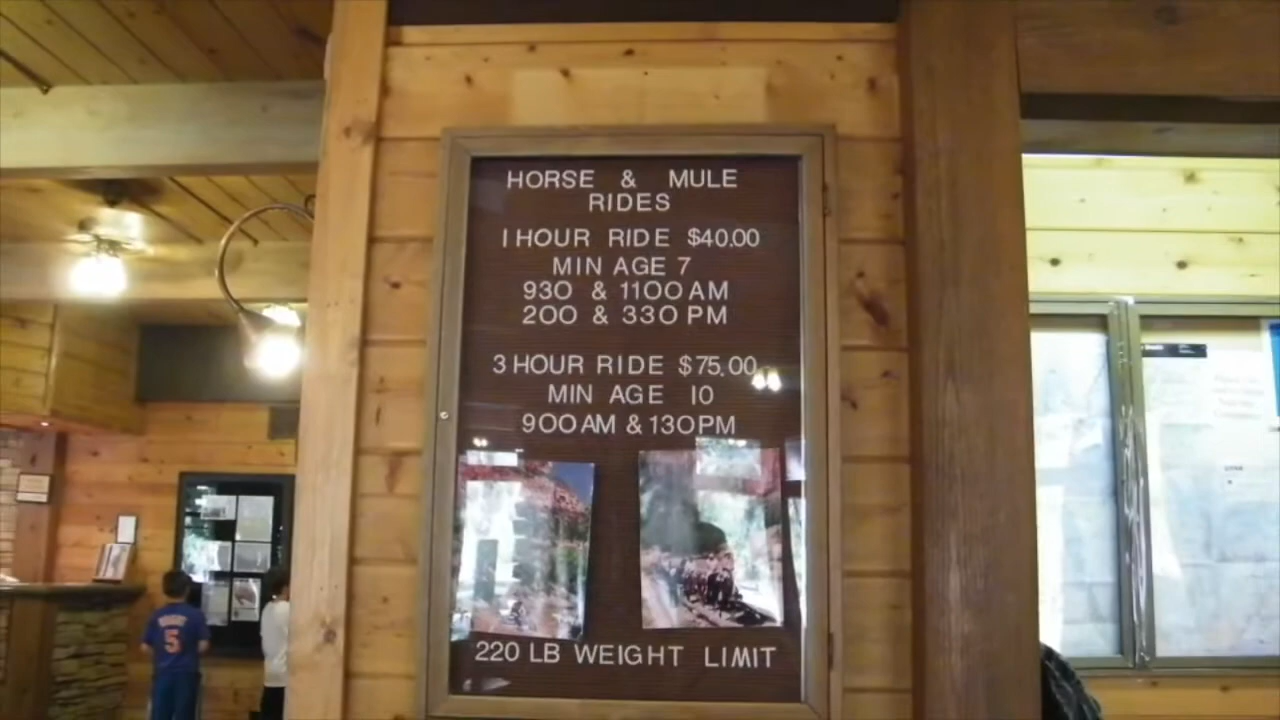 HORSE & MULE
RIDES
1 HOUR RIDE $40.00
MIN AGE 7
930 & 1100 AM
200 & 330 PM
3 HOUR RIDE $75.00
MIN AGE 10
900 AM & 130 PM
220 LB WEIGHT LIMIT
5